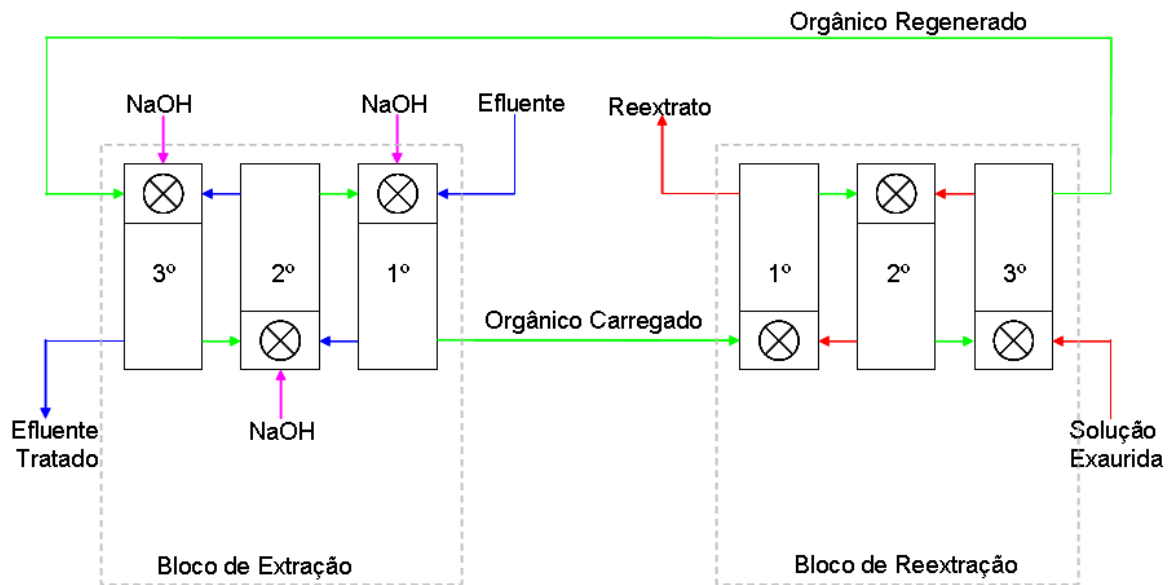 Orgânico Regenerado
NaOH
NaOH
Efluente
Reextrato
3º
2º
1º
1º
2º
3º
Orgânico Carregado
Efluente
Tratado
NaOH
Solução
Exaurida
Bloco de Extração
Bloco de Reextração